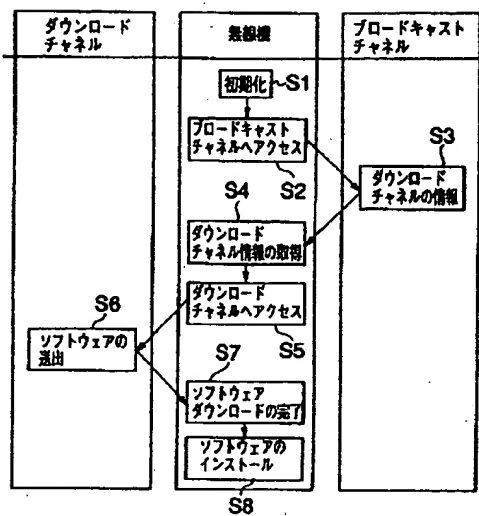 ダウンロード
チャネル
無線機
ブロードキャスト
チャネル
初期化
S1
ブロードキャスト
チャネルへアクセス
S2
S3
ダウンロード
チャネルの情報
S4
ダウンロード
チャネル情報の取得
ダウンロード
チャネルへアクセス
S5
S6
ソフトウェアの
送出
S7
ソフトウェア
ダウンロードの完了
ソフトウェアの
インストール
S8